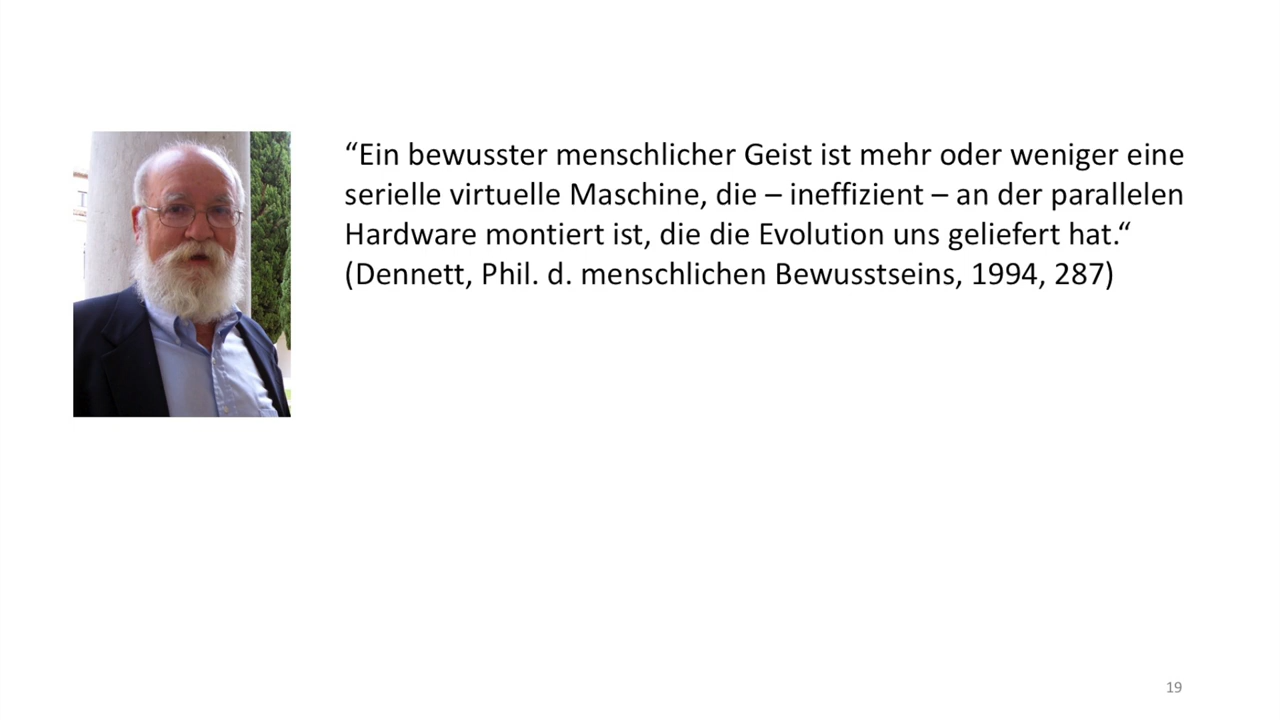 “Ein bewusster menschlicher Geist ist mehr oder weniger eine
serielle virtuelle Maschine, die – ineffizient – an der parallelen
Hardware montiert ist, die die Evolution uns geliefert hat.“
(Dennett, Phil. d. menschlichen Bewusstseins, 1994, 287)
19